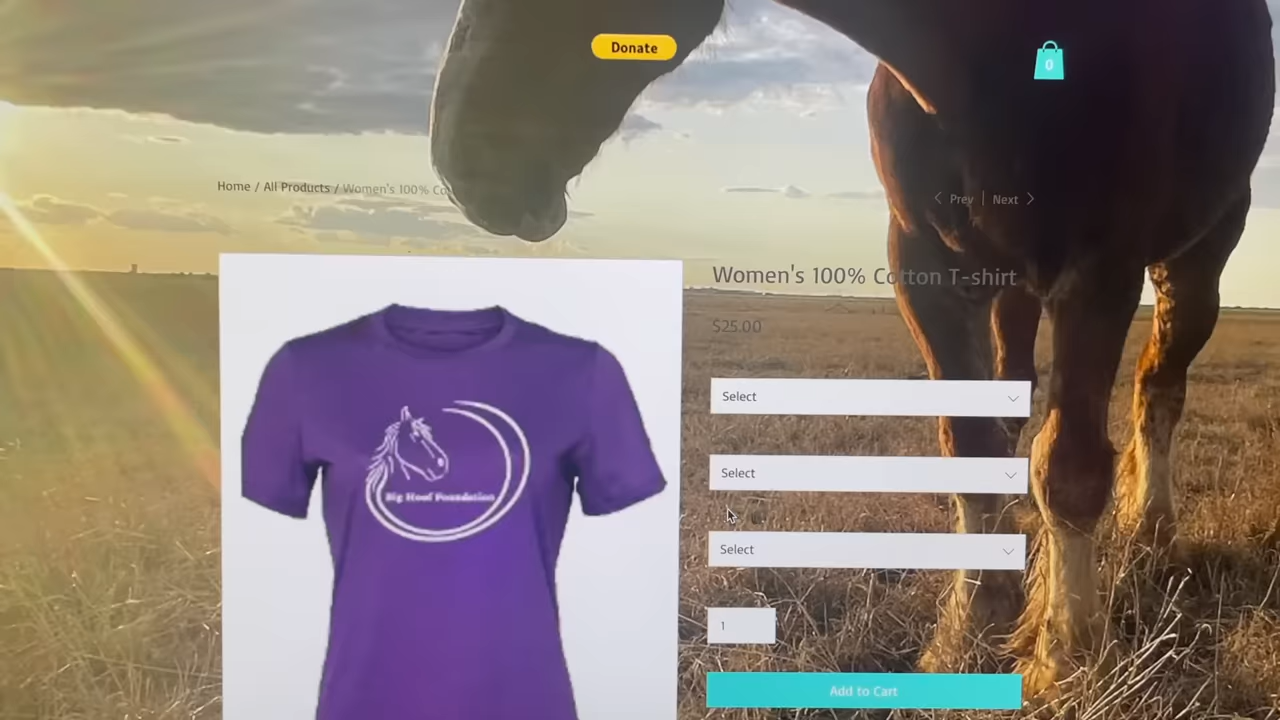 Donate
0
Home / All Products / Women's 100% Co
Prev | Next
Women's 100% Cotton T-shirt
$25.00
Select
Select
Big Hoof Foundation
Select
1
Add to Cart